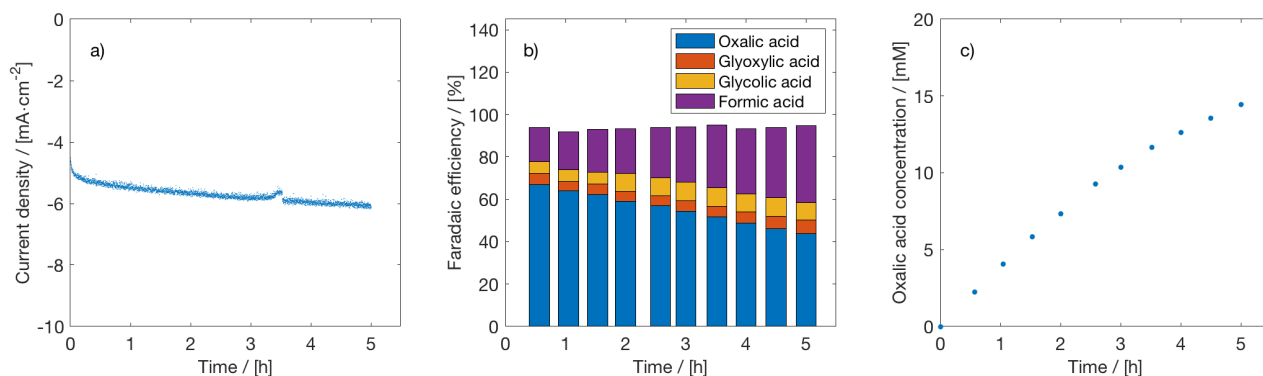 a)
0
-2
-4
-6
-8
-10
Current density / [mA·cm-2]
0 1 2 3 4 5
Time / [h]
b)
Oxalic acid
Glyoxylic acid
Glycolic acid
Formic acid
140
120
100
80
60
40
20
0
Faradaic efficiency / [%]
0 1 2 3 4 5
Time / [h]
c)
20
15
10
5
0
Oxalic acid concentration / [mM]
0 1 2 3 4 5
Time / [h]